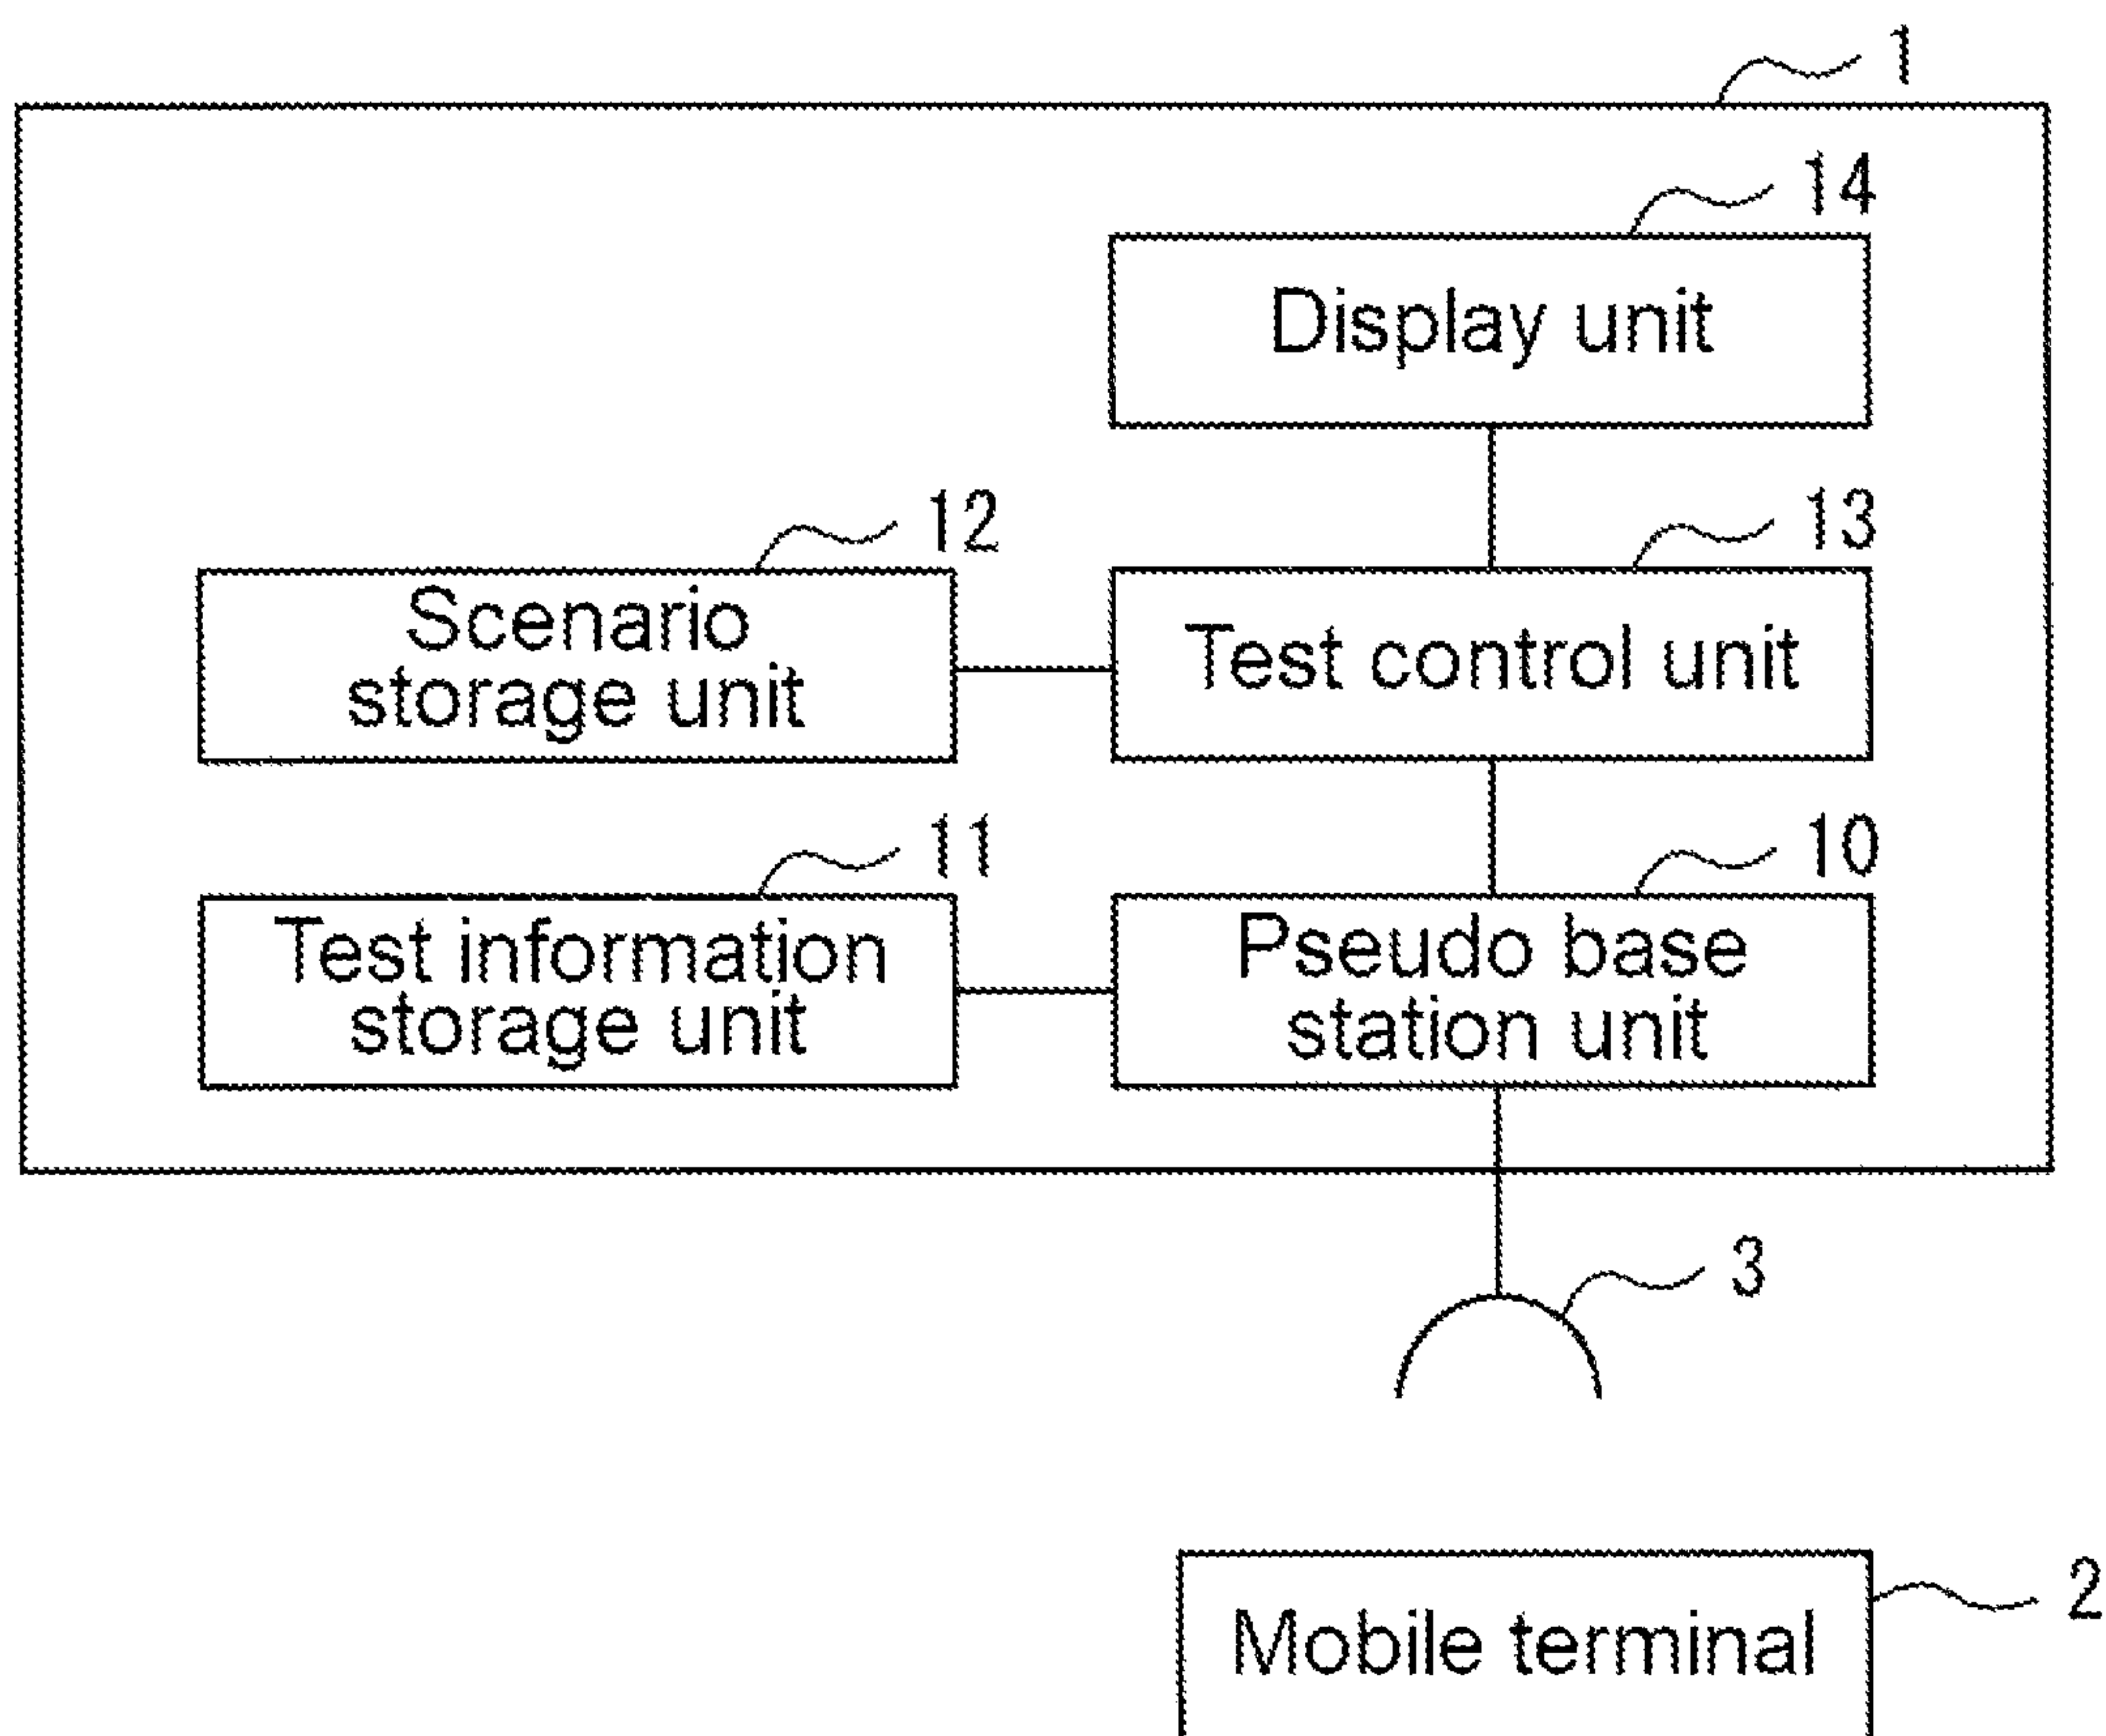 1
14
Display unit
12
13
Scenario
storage unit
Test control unit
11
10
Test information
storage unit
Pseudo base
station unit
3
2
Mobile terminal